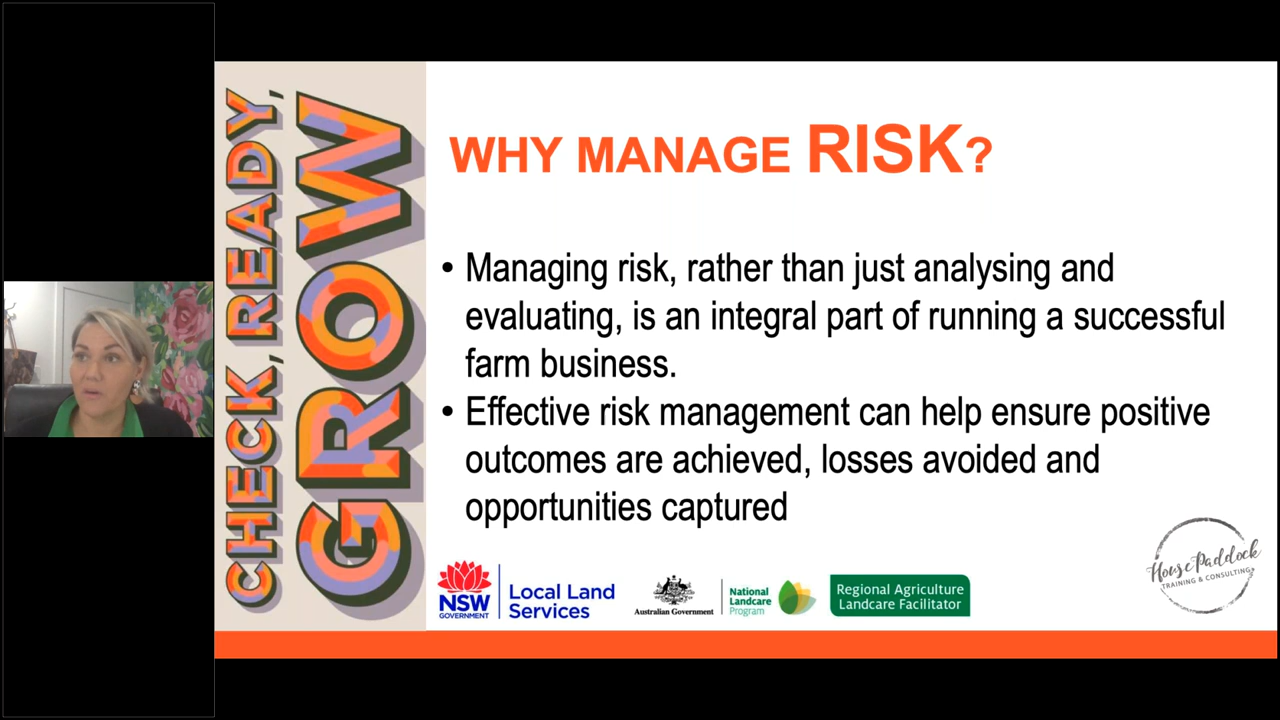 CHECK, READY,
GROW
WHY MANAGE RISK?
• Managing risk, rather than just analysing and
evaluating, is an integral part of running a successful
farm business.
• Effective risk management can help ensure positive
outcomes are achieved, losses avoided and
opportunities captured
NSW
GOVERNMENT
Local Land
Services
Australian Government
National
Landcare
Program
Regional Agriculture
Landcare Facilitator
House Paddock
TRAINING & CONSULTING